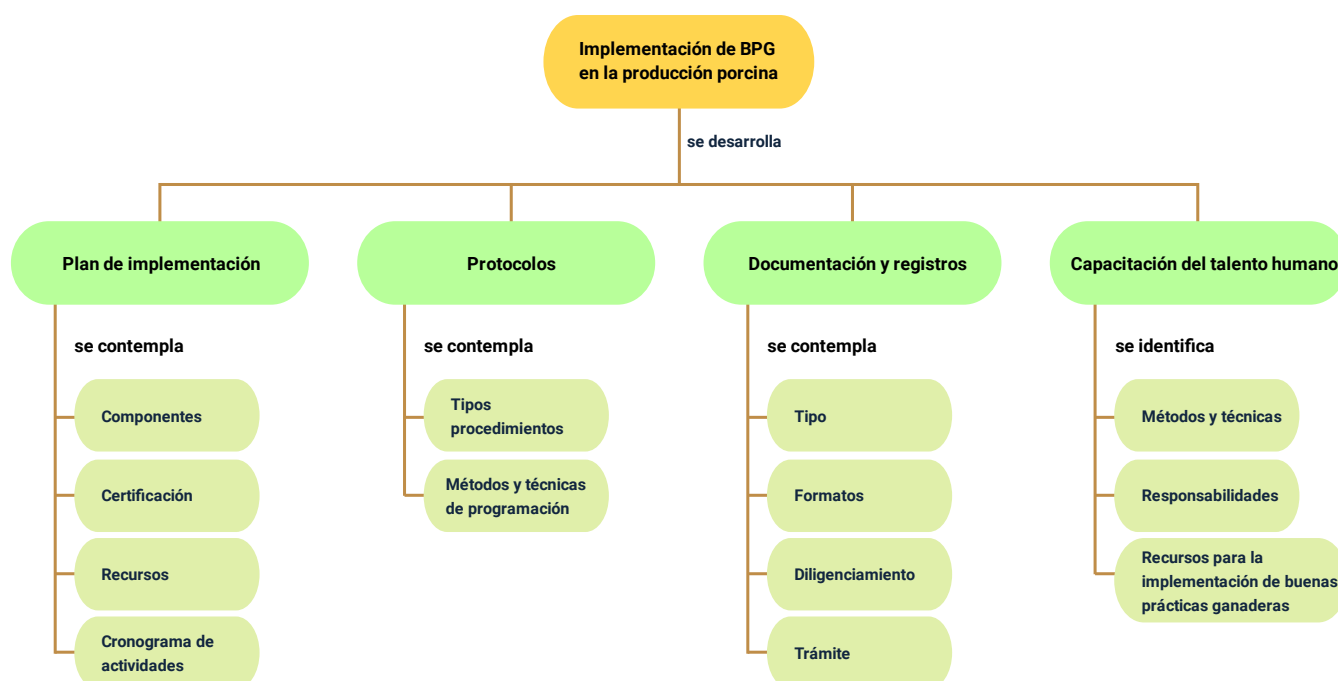 Implementación de BPG
en la producción porcina
se desarrolla
Plan de implementación
se contempla
Componentes
Certificación
Recursos
Cronograma de
actividades
Protocolos
se contempla
Tipos
procedimientos
Métodos y técnicas
de programación
Documentación y registros
se contempla
Tipo
Formatos
Diligenciamiento
Trámite
Capacitación del talento humano
se identifica
Métodos y técnicas
Responsabilidades
Recursos para la
implementación de buenas
prácticas ganaderas